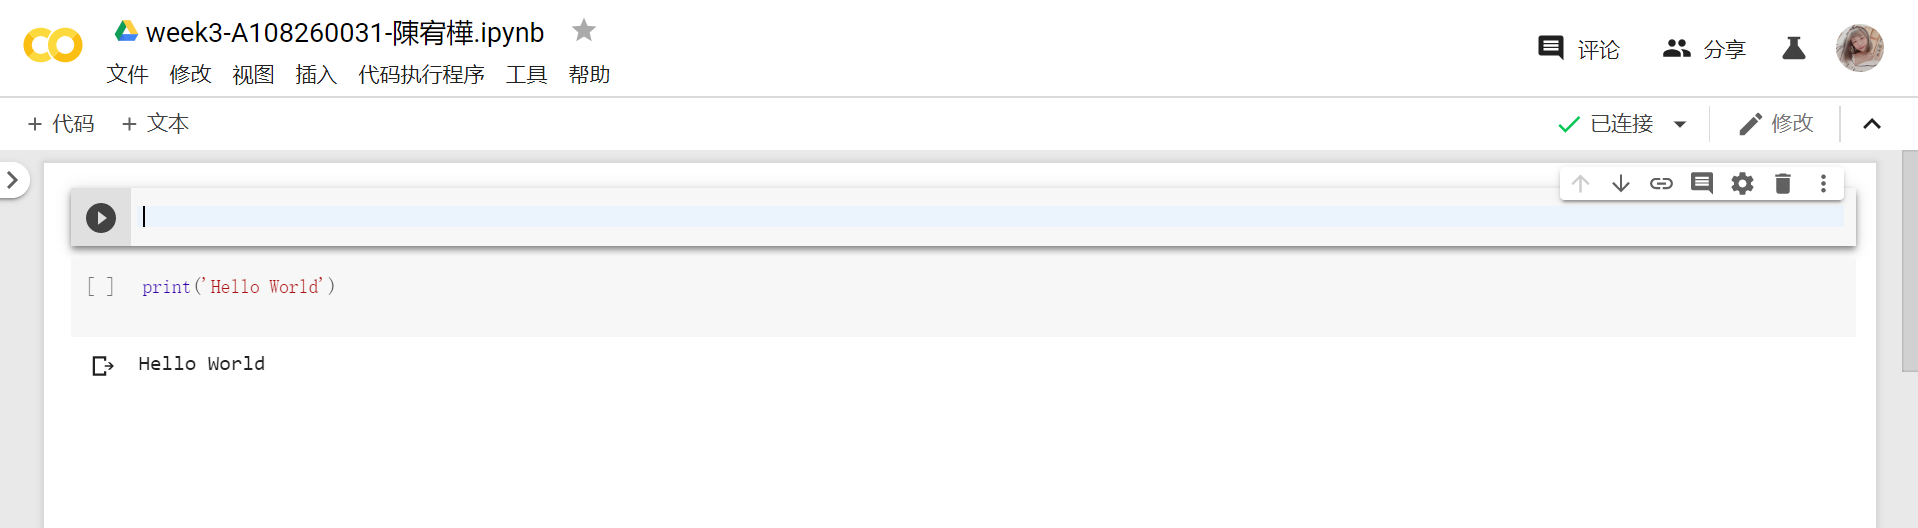 week3-A108260031-陳宥樺.ipynb
文件 修改 视图 插入 代码执行程序 工具 帮助
评论 分享
+ 代码 + 文本
已连接 修改
[ ] print('Hello World')
Hello World